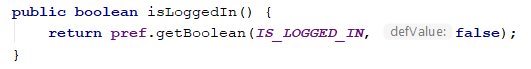 public boolean isLoggedIn() {
return pref.getBoolean(IS_LOGGED_IN, defValue: false);
}